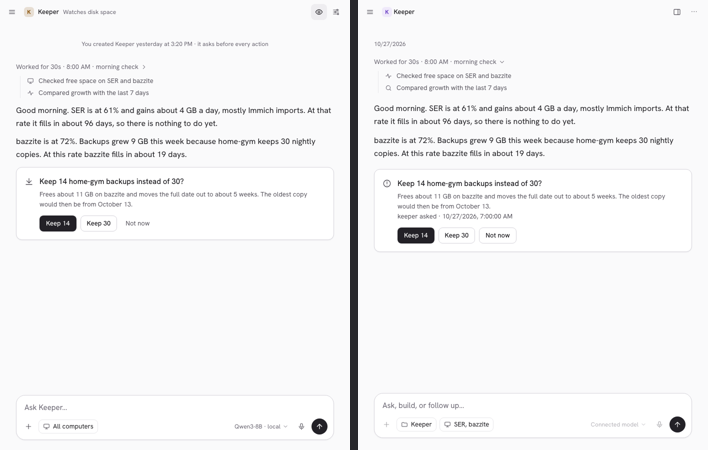 Keeper Watches disk space
You created Keeper yesterday at 3:20 PM · it asks before every action
Worked for 30s · 8:00 AM · morning check
Checked free space on SER and bazzite
Compared growth with the last 7 days
Good morning. SER is at 61% and gains about 4 GB a day, mostly Immich imports. At that
rate it fills in about 96 days, so there is nothing to do yet.
bazzite is at 72%. Backups grew 9 GB this week because home-gym keeps 30 nightly
copies. At this rate bazzite fills in about 19 days.
Keep 14 home-gym backups instead of 30?
Frees about 11 GB on bazzite and moves the full date out to about 5 weeks. The oldest copy
would then be from October 13.
Keep 14 Keep 30 Not now
Ask Keeper...
All computers Qwen3-8B · local
K Keeper
10/27/2026
Worked for 30s · 8:00 AM · morning check
Checked free space on SER and bazzite
Compared growth with the last 7 days
Good morning. SER is at 61% and gains about 4 GB a day, mostly Immich imports. At that
rate it fills in about 96 days, so there is nothing to do yet.
bazzite is at 72%. Backups grew 9 GB this week because home-gym keeps 30 nightly
copies. At this rate bazzite fills in about 19 days.
Keep 14 home-gym backups instead of 30?
Frees about 11 GB on bazzite and moves the full date out to about 5 weeks. The oldest copy
would then be from October 13.
keeper asked · 10/27/2026, 7:00:00 AM
Keep 14 Keep 30 Not now
Ask, build, or follow up...
Keeper SER, bazzite Connected model